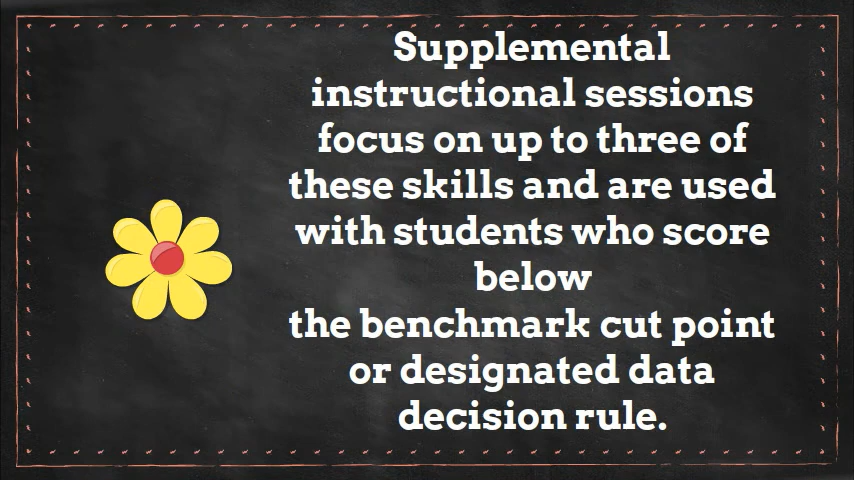 Supplemental
instructional sessions
focus on up to three of
these skills and are used
with students who score
below
the benchmark cut point
or designated data
decision rule.